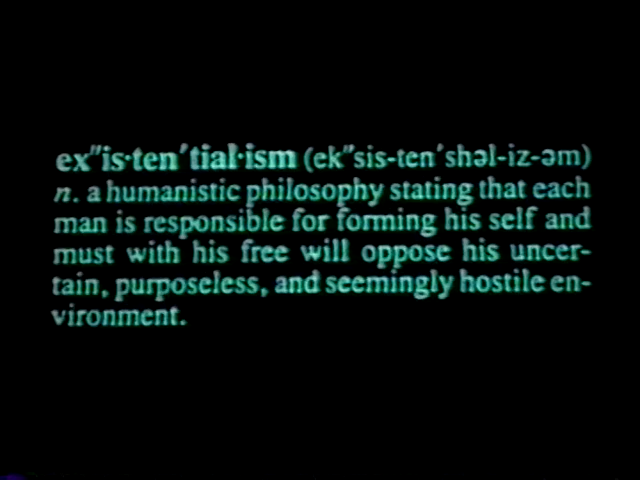 ex″is·ten′tial·ism (ek″sis-ten′shəl-iz-əm)
n. a humanistic philosophy stating that each
man is responsible for forming his self and
must with his free will oppose his uncer-
tain, purposeless, and seemingly hostile en-
vironment.